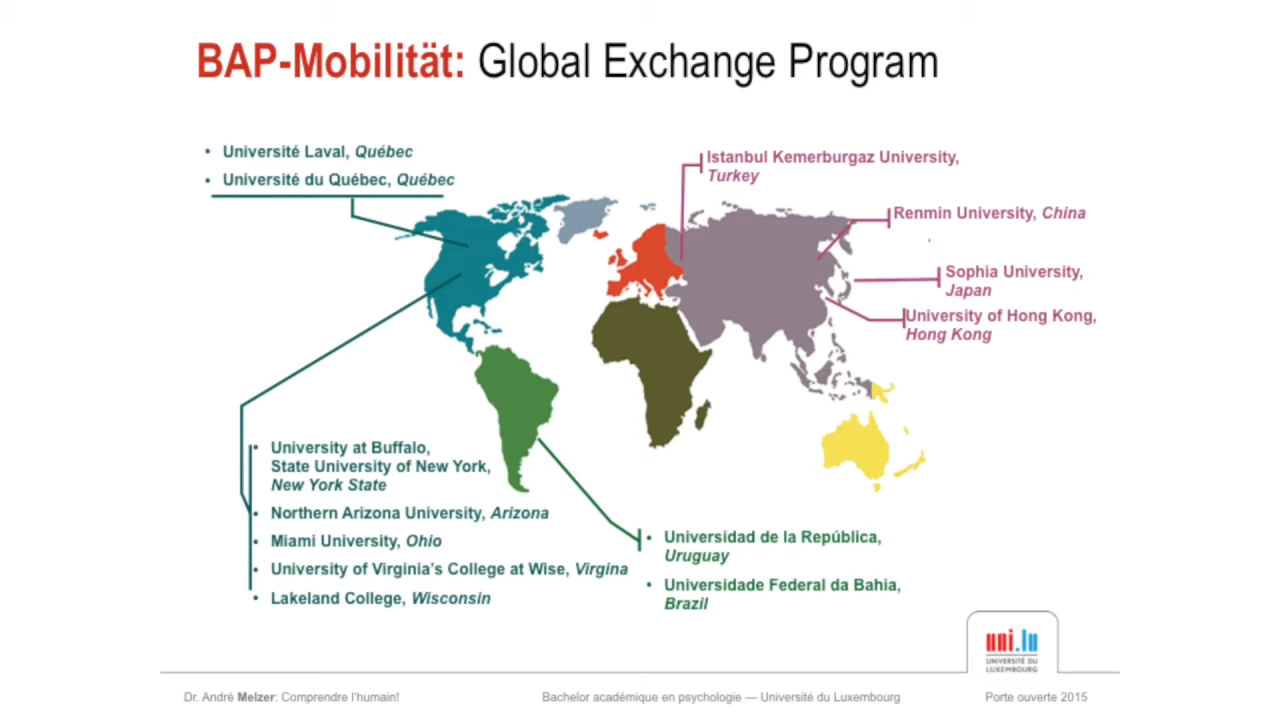 BAP-Mobilität: Global Exchange Program
• Université Laval, Québec
• Université du Québec, Québec
Istanbul Kemerburgaz University,
Turkey
Renmin University, China
Sophia University,
Japan
University of Hong Kong,
Hong Kong
• University at Buffalo,
State University of New York,
New York State
• Northern Arizona University, Arizona
• Miami University, Ohio
• University of Virginia's College at Wise, Virgina
• Lakeland College, Wisconsin
• Universidad de la República,
Uruguay
• Universidade Federal da Bahia,
Brazil
uni.lu
UNIVERSITÉ DU
LUXEMBOURG
Dr. André Melzer: Comprendre l'humain!
Bachelor académique en psychologie — Université du Luxembourg
Porte ouverte 2015